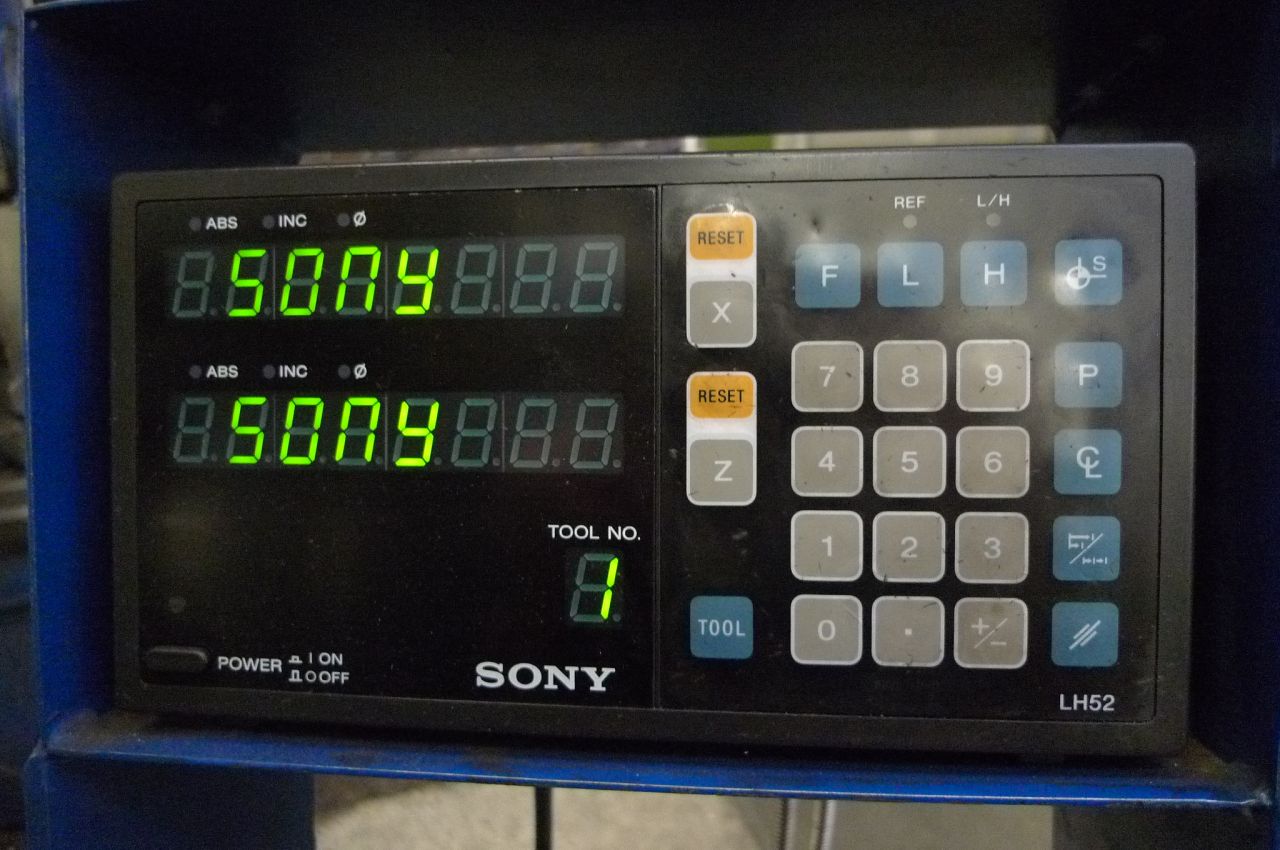 ABS INC Ø
SONY
ABS INC Ø
SONY
TOOL NO.
1
POWER I ON
O OFF
SONY
RESET
X
RESET
Z
TOOL
REF L/H
F L H S
7 8 9 P
4 5 6 ℄
1 2 3
0 . +/-
LH52